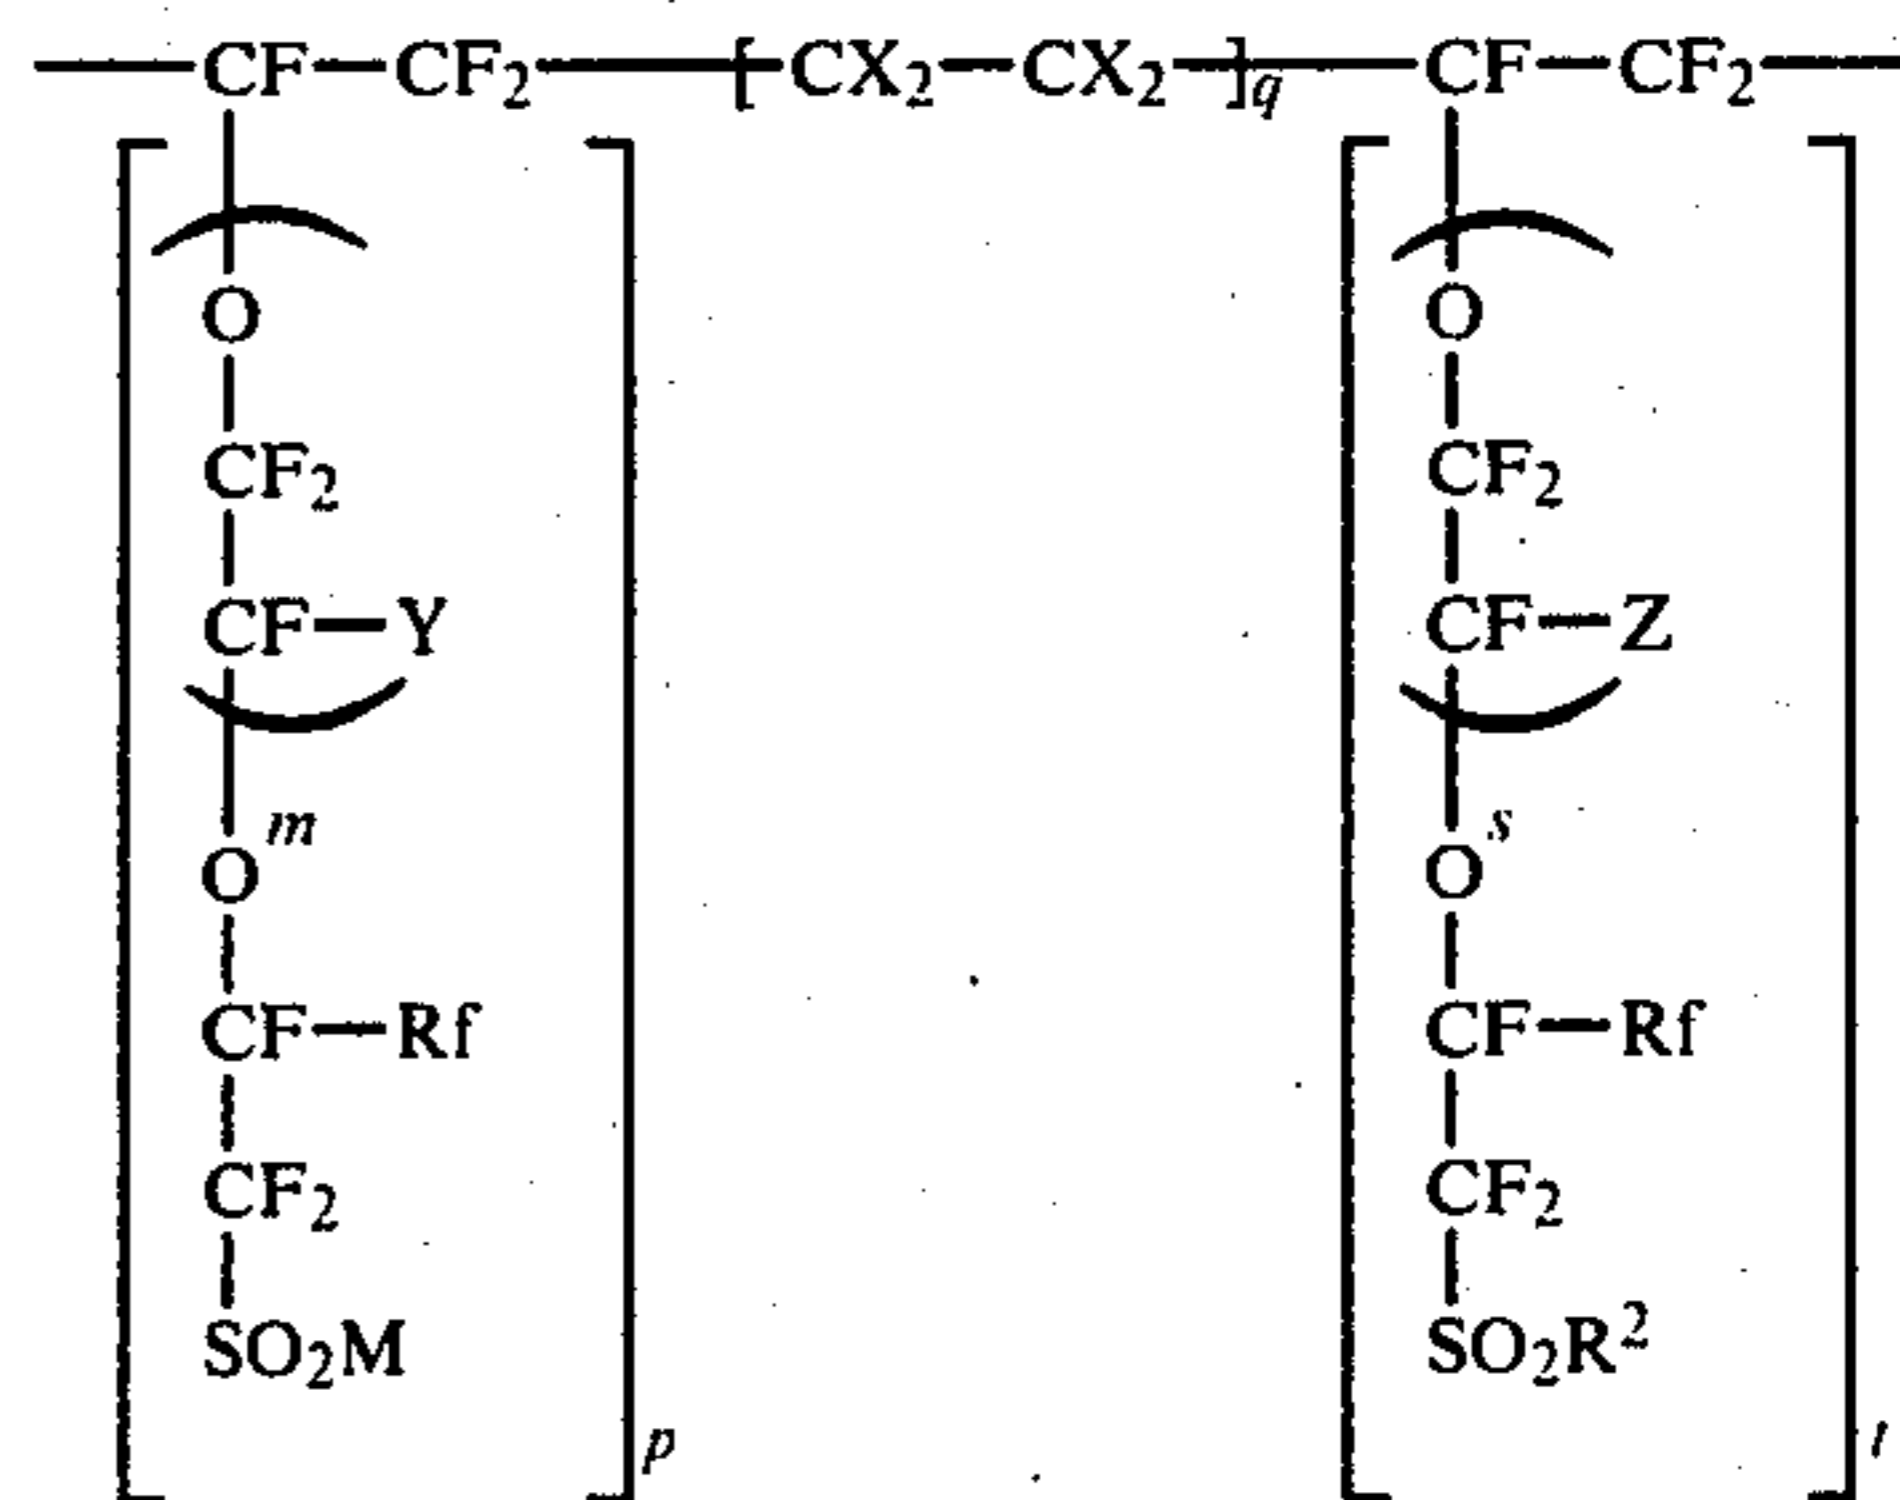 CF—CF₂—[CX₂—CX₂—]q—CF—CF₂
O O
CF₂ CF₂
CF—Y CF—Z
m s
O O
CF—Rf CF—Rf
CF₂ CF₂
SO₂M SO₂R²
p